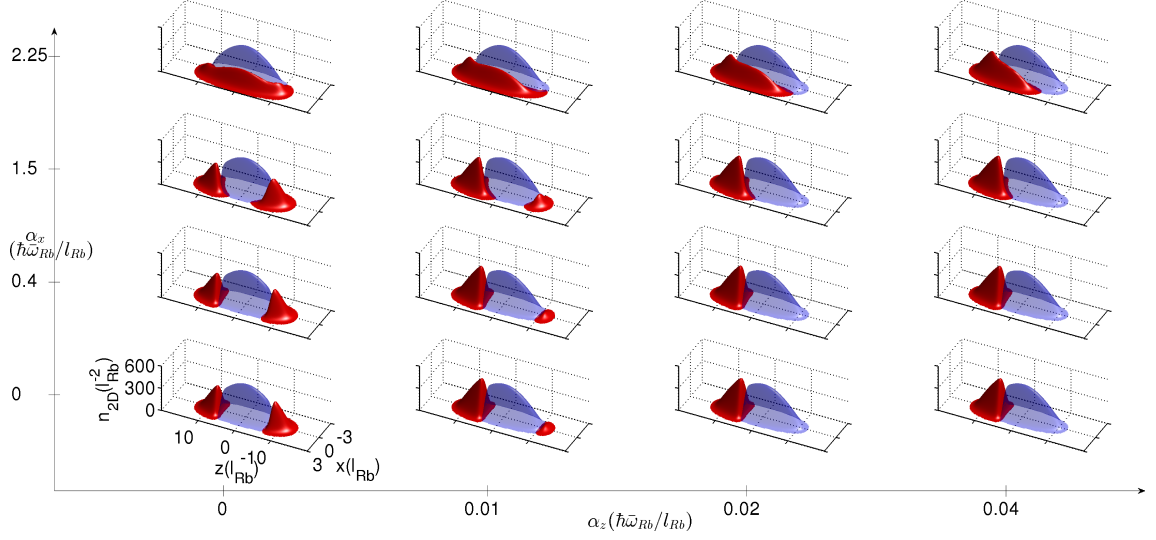 2.25
1.5
α_x
(ħω̄_Rb/l_Rb)
0.4
0
n_2D(l_Rb^-2)
600
300
0
10
0
-10
z(l_Rb)
-3
0
3
x(l_Rb)
0
0.01
0.02
0.04
α_z(ħω̄_Rb/l_Rb)